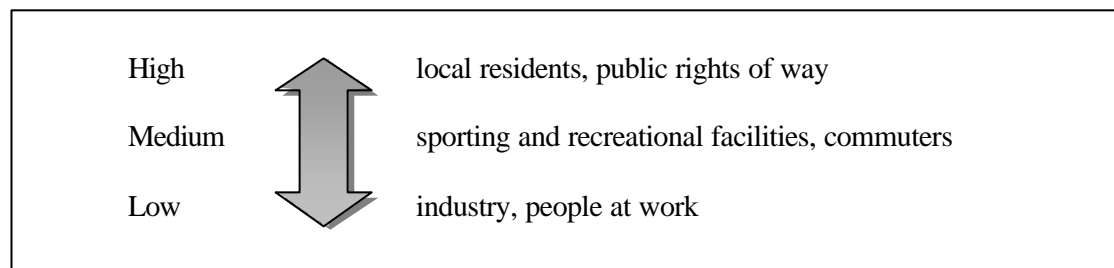 High local residents, public rights of way
Medium sporting and recreational facilities, commuters
Low industry, people at work